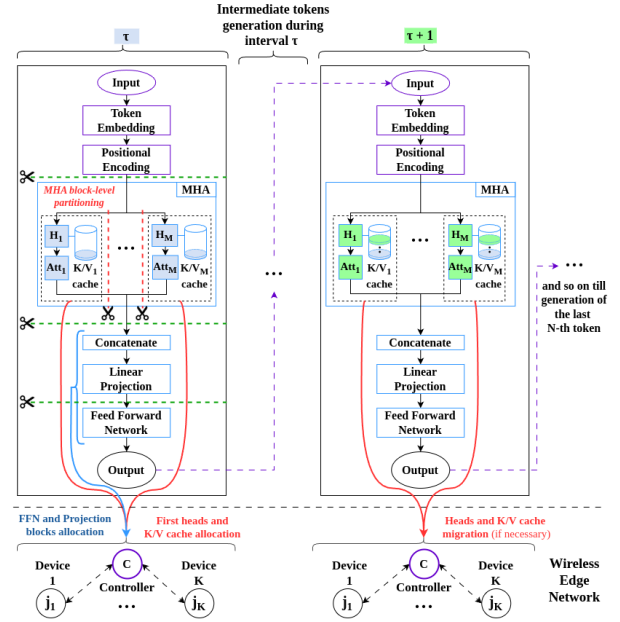 Intermediate tokens
generation during
interval τ
τ
τ + 1
Input
Token
Embedding
Positional
Encoding
MHA
MHA block-level
partitioning
H1
Att1
K/V1
cache
...
HM
AttM
K/VM
cache
Concatenate
Linear
Projection
Feed Forward
Network
Output
...
Input
Token
Embedding
Positional
Encoding
MHA
H1
Att1
K/V1
cache
...
HM
AttM
K/VM
cache
Concatenate
Linear
Projection
Feed Forward
Network
Output
...
and so on till
generation of
the last
N-th token
FFN and Projection
blocks allocation
First heads and
K/V cache allocation
Heads and K/V cache
migration (if necessary)
Device
1
j1
C
Controller
...
Device
K
jK
Device
1
j1
C
Controller
...
Device
K
jK
Wireless
Edge
Network